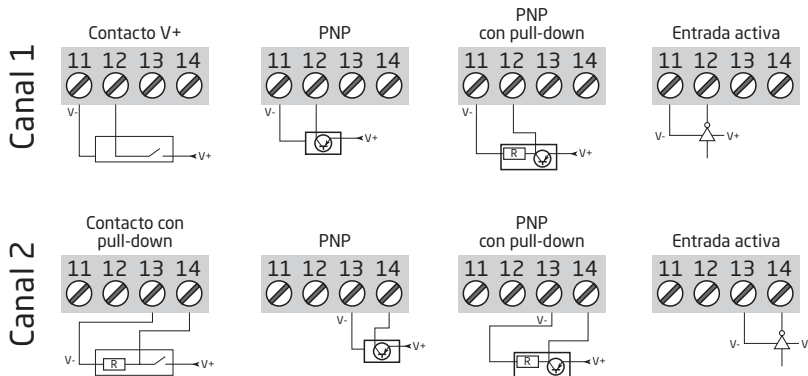 Canal 1
Contacto V+
11 12 13 14
V-
V+
PNP
11 12 13 14
V-
V+
PNP
con pull-down
11 12 13 14
V-
R
V+
Entrada activa
11 12 13 14
V-
V+
Canal 2
Contacto con
pull-down
11 12 13 14
V-
R
V+
PNP
11 12 13 14
V-
V+
PNP
con pull-down
11 12 13 14
V-
R
V+
Entrada activa
11 12 13 14
V-
V